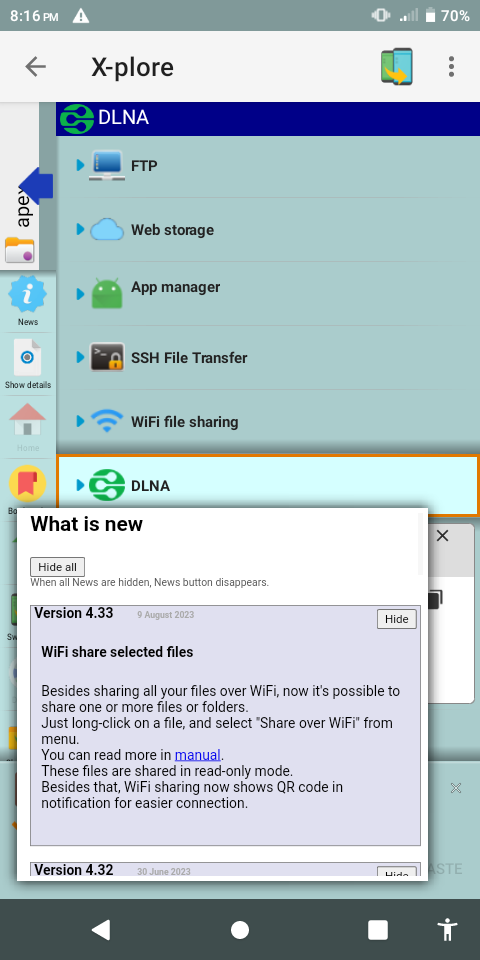 8:16 PM
70%
X-plore
DLNA
apex
FTP
Web storage
App manager
News
SSH File Transfer
Show details
WiFi file sharing
Home
DLNA
What is new
Hide all
When all News are hidden, News button disappears.
Version 4.33
9 August 2023
Hide
WiFi share selected files
Besides sharing all your files over WiFi, now it's possible to
share one or more files or folders.
Just long-click on a file, and select "Share over WiFi" from
menu.
You can read more in manual.
These files are shared in read-only mode.
Besides that, WiFi sharing now shows QR code in
notification for easier connection.
Version 4.32
30 June 2023
Hide